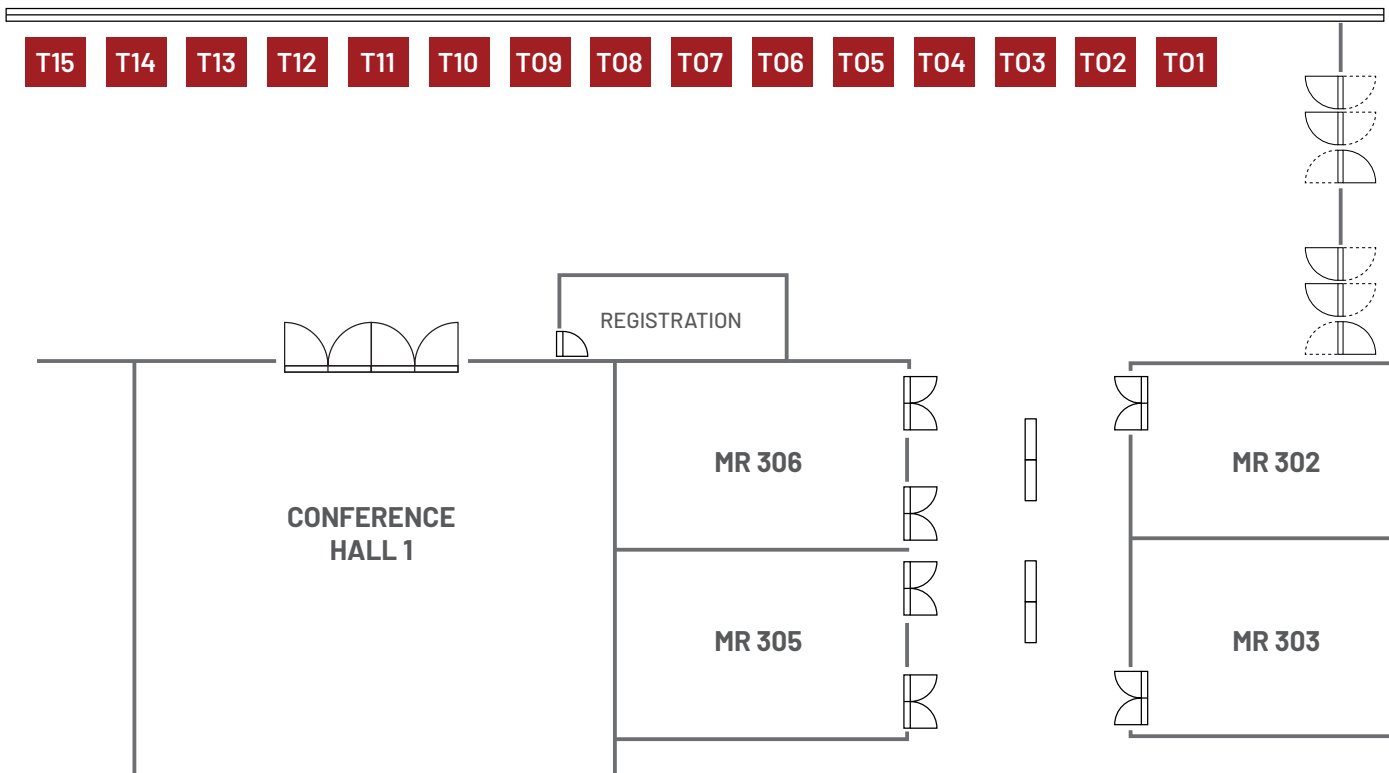 T15 T14 T13 T12 T11 T10 T09 T08 T07 T06 T05 T04 T03 T02 T01
REGISTRATION
MR 306
MR 302
CONFERENCE
HALL 1
MR 305
MR 303